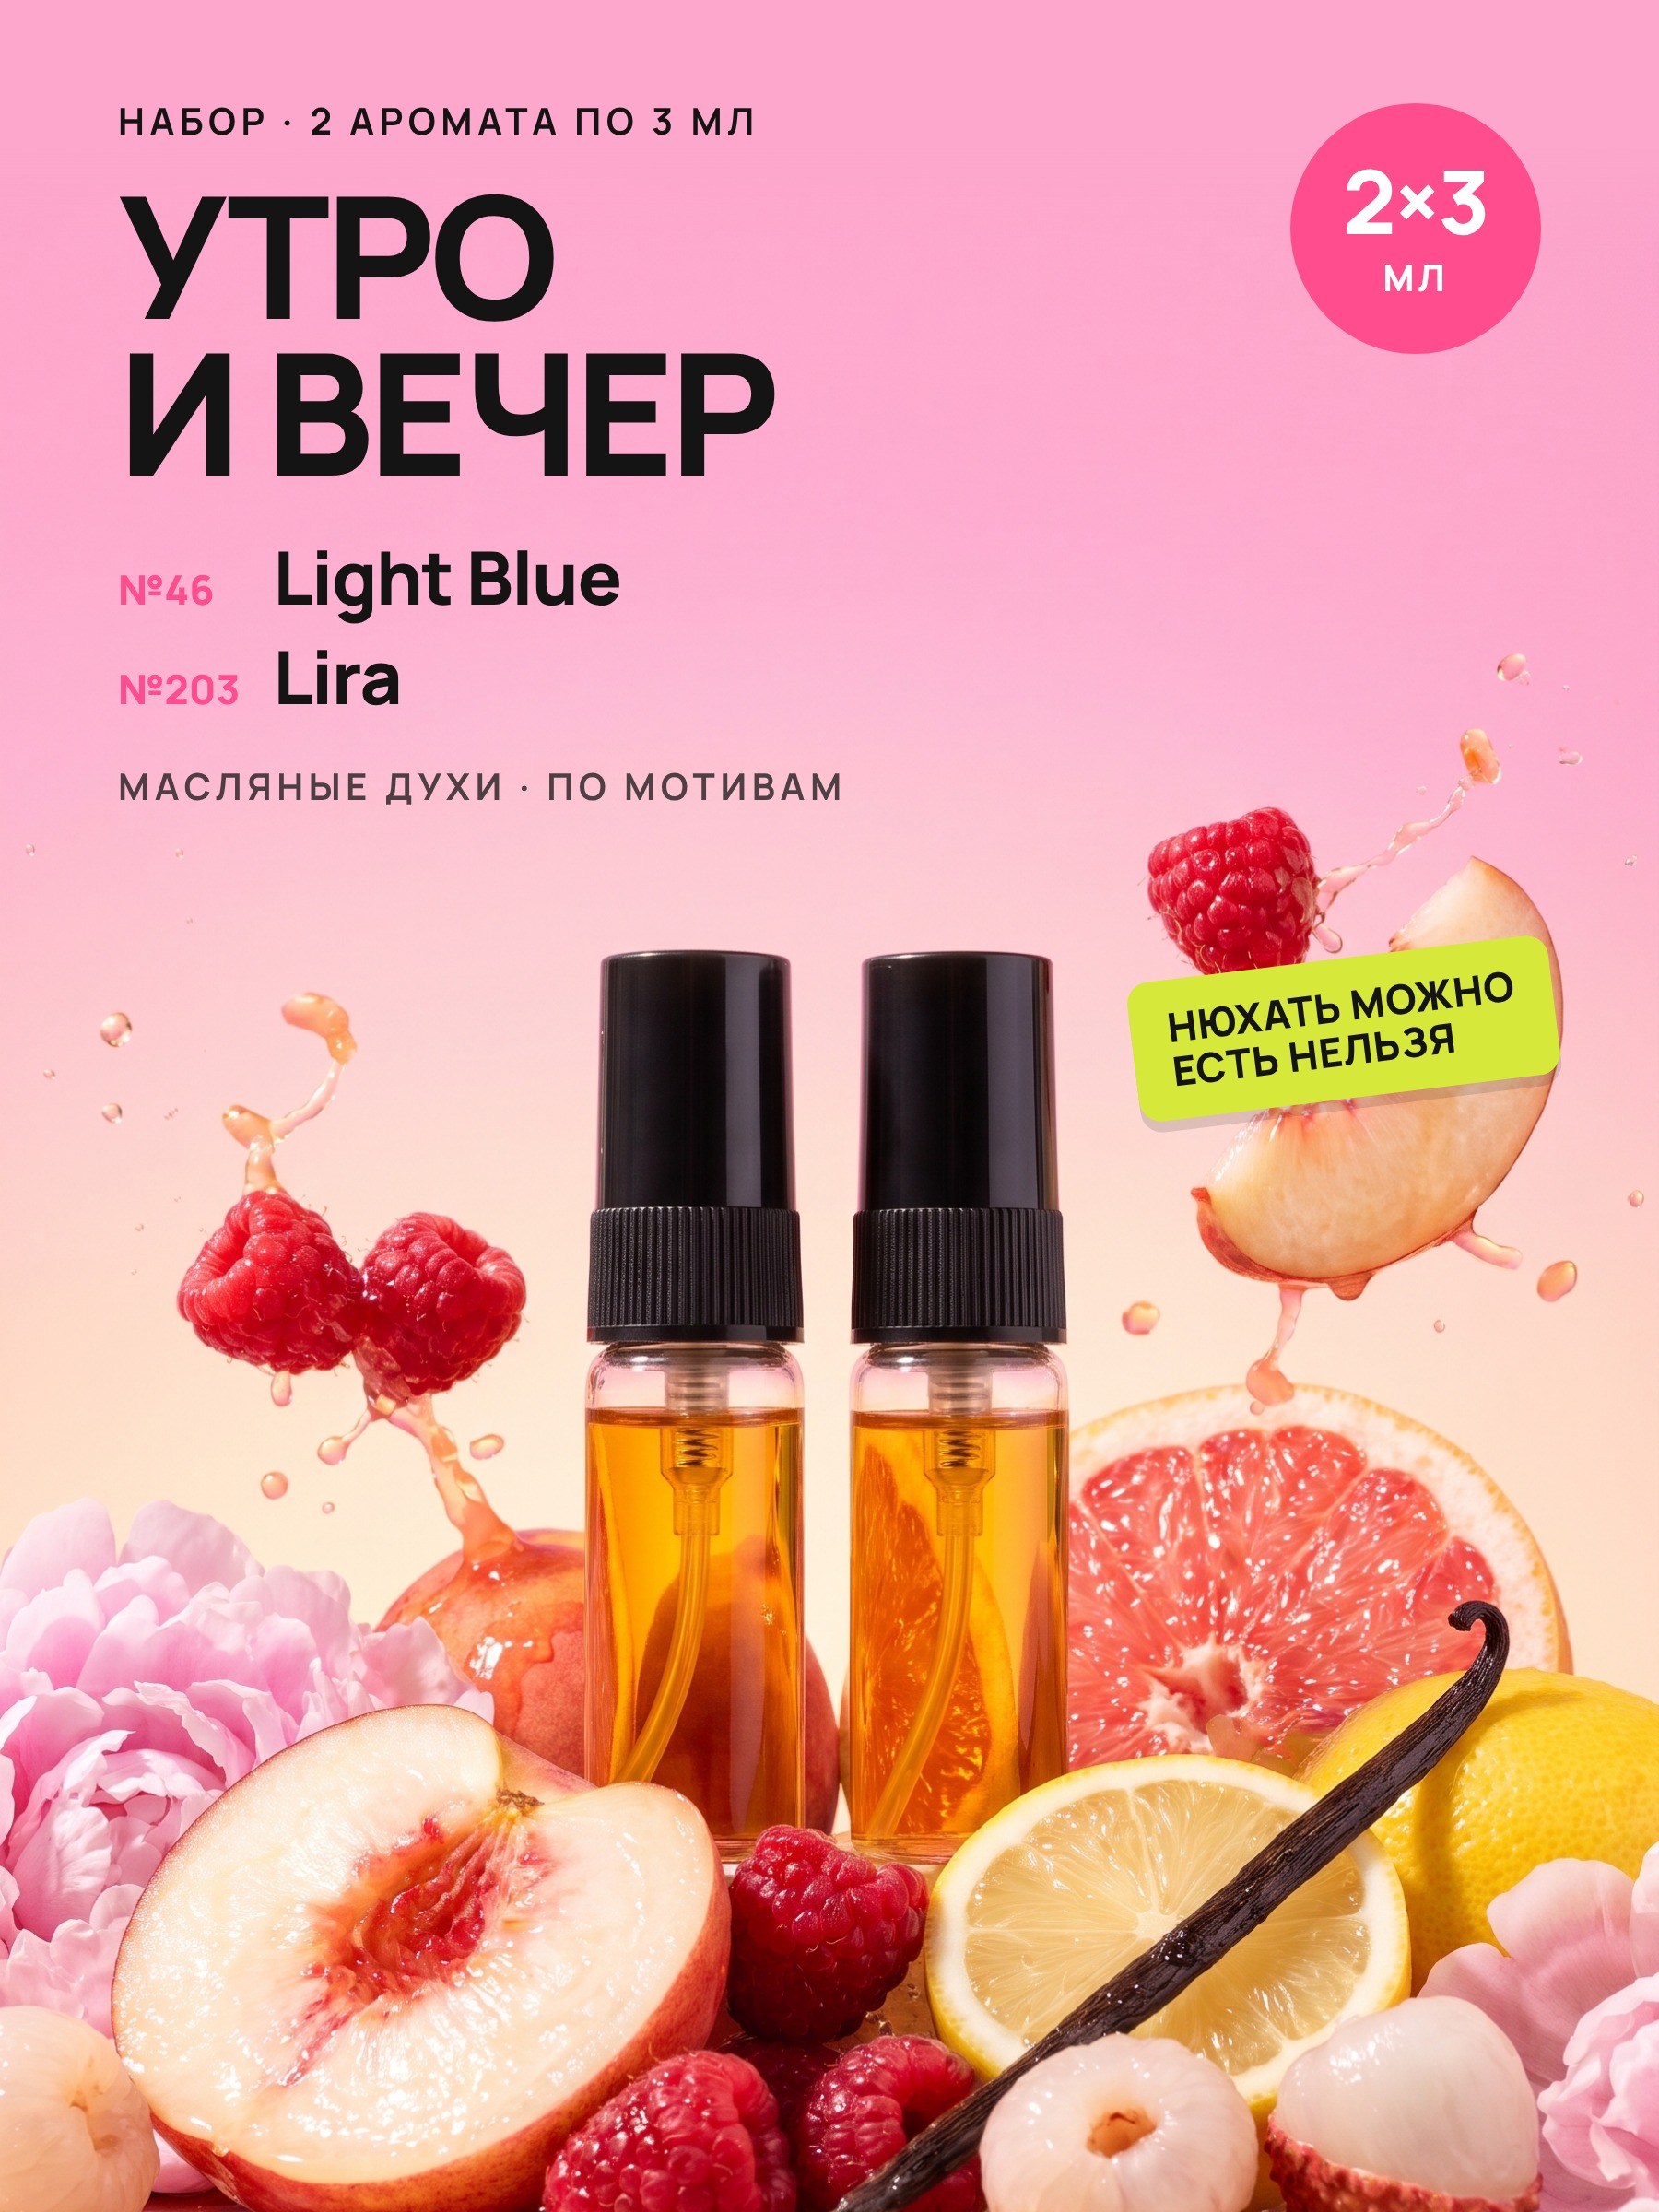 НАБОР · 2 АРОМАТА ПО 3 МЛ
2×3
МЛ
УТРО
И ВЕЧЕР
№46 Light Blue
№203 Lira
МАСЛЯНЫЕ ДУХИ · ПО МОТИВАМ
НЮХАТЬ МОЖНО
ЕСТЬ НЕЛЬЗЯ